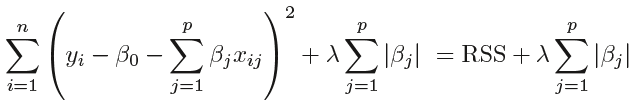 $$\sum_{i=1}^{n} \left( y_i - \beta_0 - \sum_{j=1}^{p} \beta_j x_{ij} \right)^2 + \lambda \sum_{j=1}^{p} |\beta_j| = \text{RSS} + \lambda \sum_{j=1}^{p} |\beta_j|$$